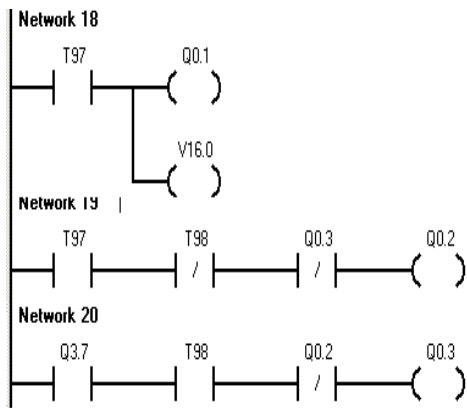 Network 18
T97 Q0.1
V16.0
Network 19
T97 T98 Q0.3 Q0.2
/ /
Network 20
Q3.7 T98 Q0.2 Q0.3
/